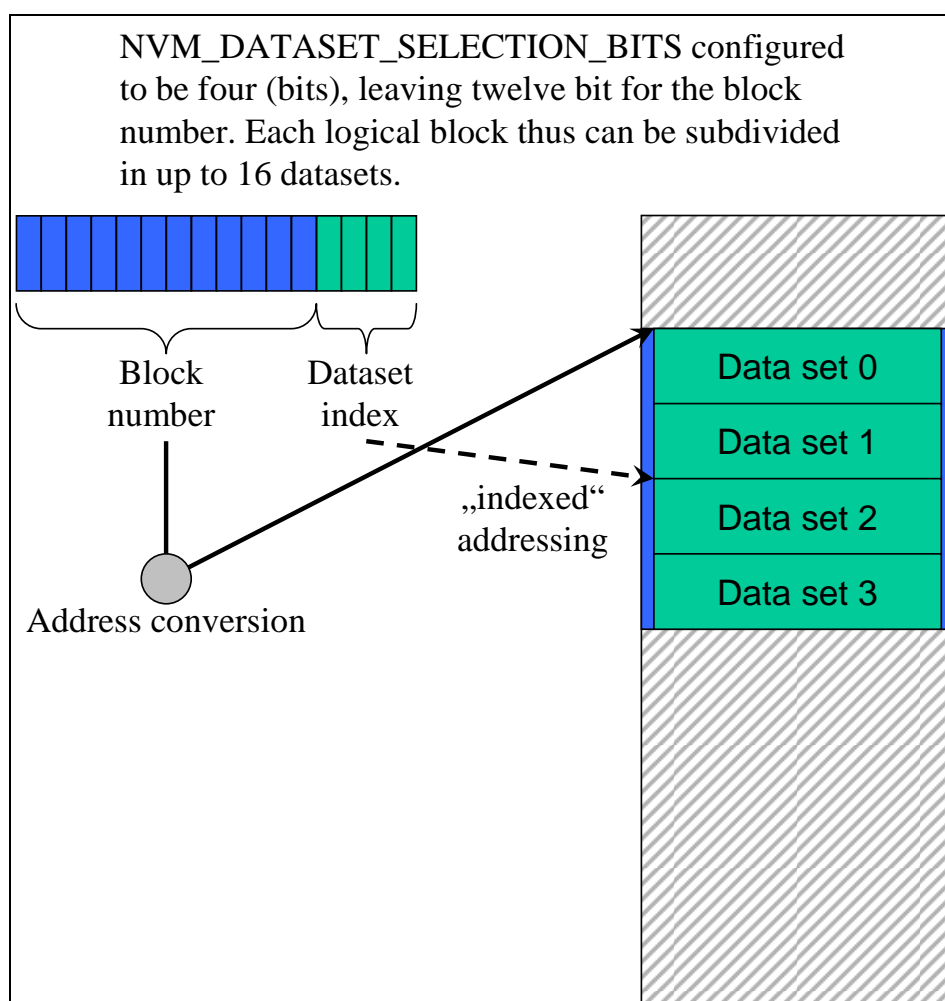 NVM_DATASET_SELECTION_BITS configured
to be four (bits), leaving twelve bit for the block
number. Each logical block thus can be subdivided
in up to 16 datasets.
Block
number
Dataset
index
„indexed“
addressing
Address conversion
Data set 0
Data set 1
Data set 2
Data set 3